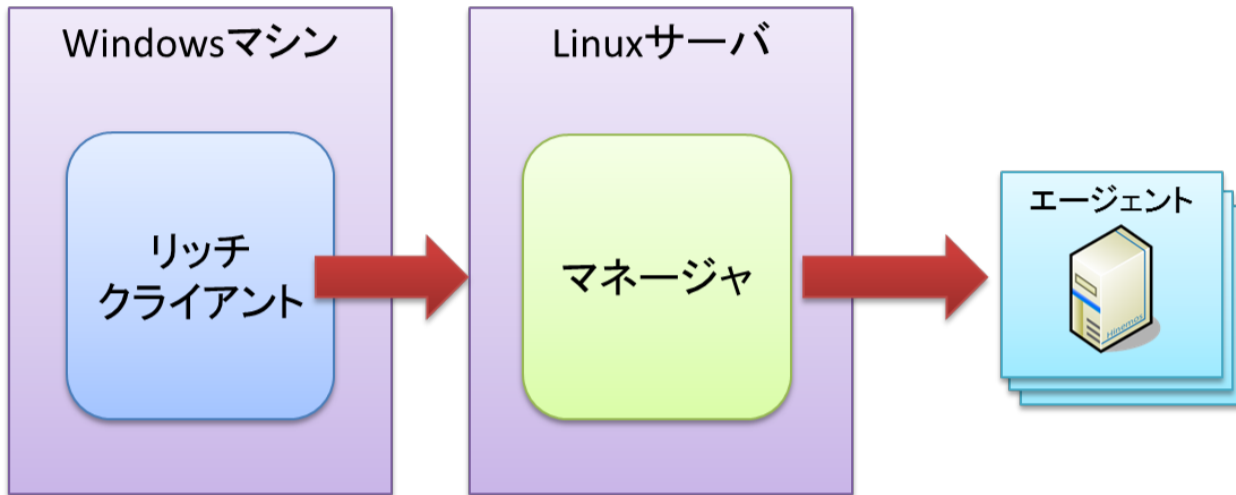 Windowsマシン
リッチ
クライアント
Linuxサーバ
マネージャ
エージェント
Hinemos